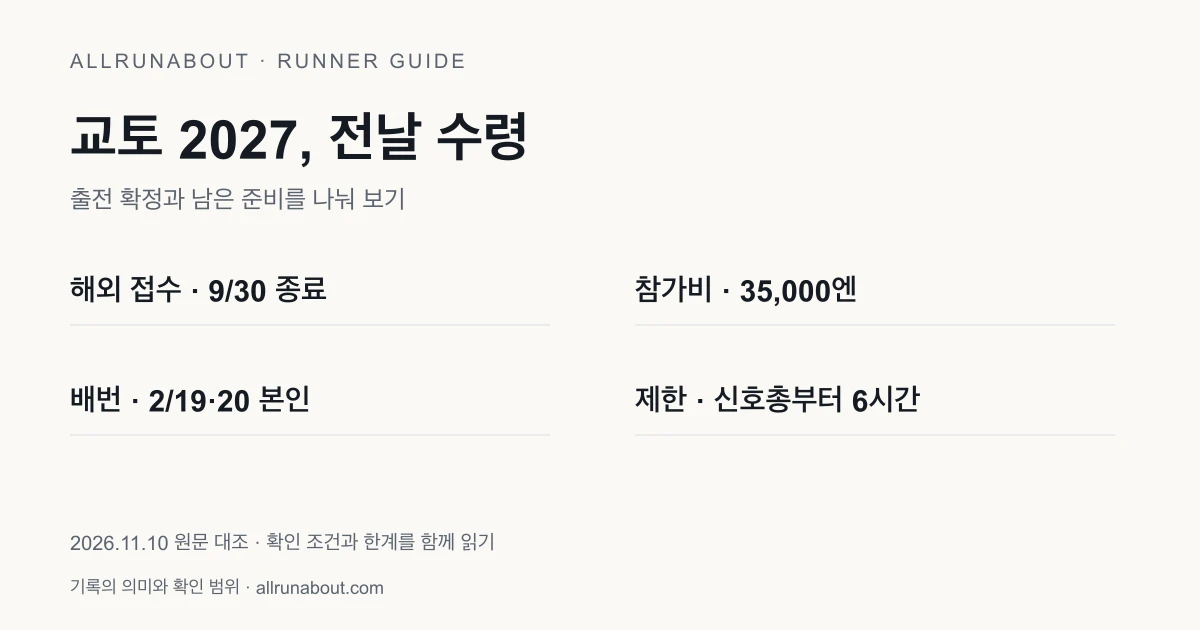 ALLRUNABOUT · RUNNER GUIDE
교토 2027, 전날 수령
출전 확정과 남은 준비를 나눠 보기
해외 접수 · 9/30 종료
참가비 · 35,000엔
배번 · 2/19·20 본인
제한 · 신호총부터 6시간
2026.11.10 원문 대조 · 확인 조건과 한계를 함께 읽기
기록의 의미와 확인 범위 · allrunabout.com